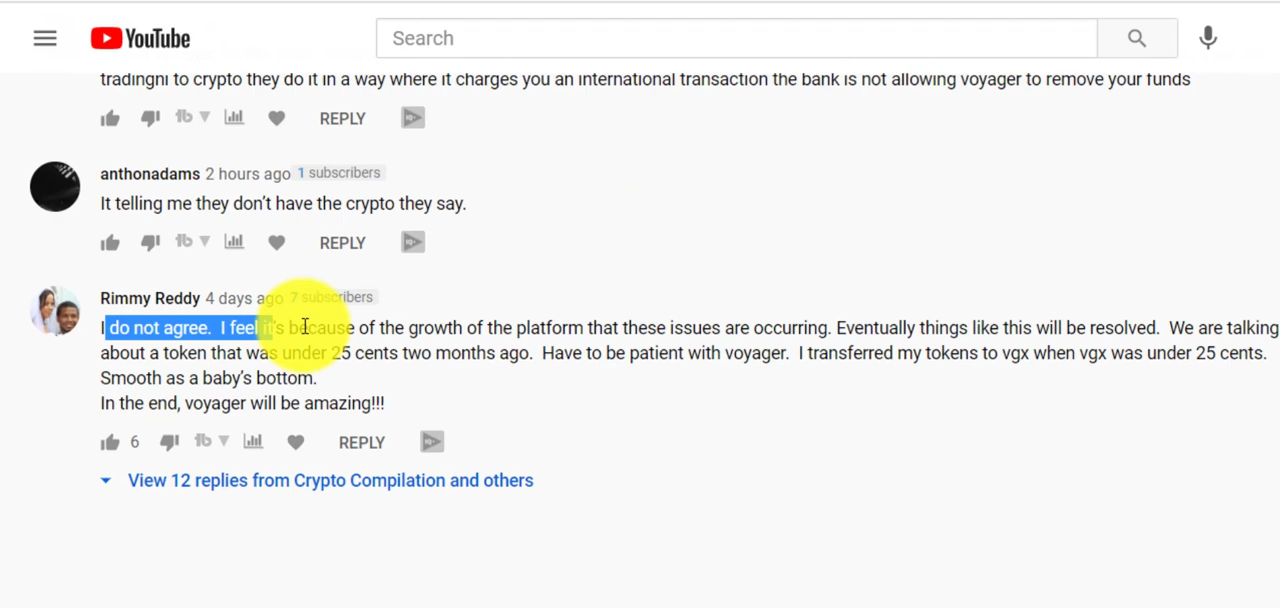 YouTube
Search
tradingni to crypto they do it in a way where it charges you an international transaction the bank is not allowing voyager to remove your funds
REPLY
anthonadams 2 hours ago 1 subscribers
It telling me they don't have the crypto they say.
REPLY
Rimmy Reddy 4 days ago 7 subscribers
I do not agree.  I feel it's because of the growth of the platform that these issues are occurring.  Eventually things like this will be resolved.  We are talking
about a token that was under 25 cents two months ago.  Have to be patient with voyager.  I transferred my tokens to vgx when vgx was under 25 cents.
Smooth as a baby's bottom.
In the end, voyager will be amazing!!!
6 REPLY
View 12 replies from Crypto Compilation and others